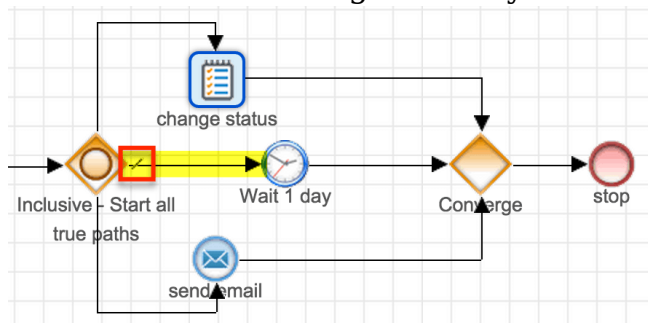 change status
Inclusive - Start all
true paths
Wait 1 day
Converge
stop
send email